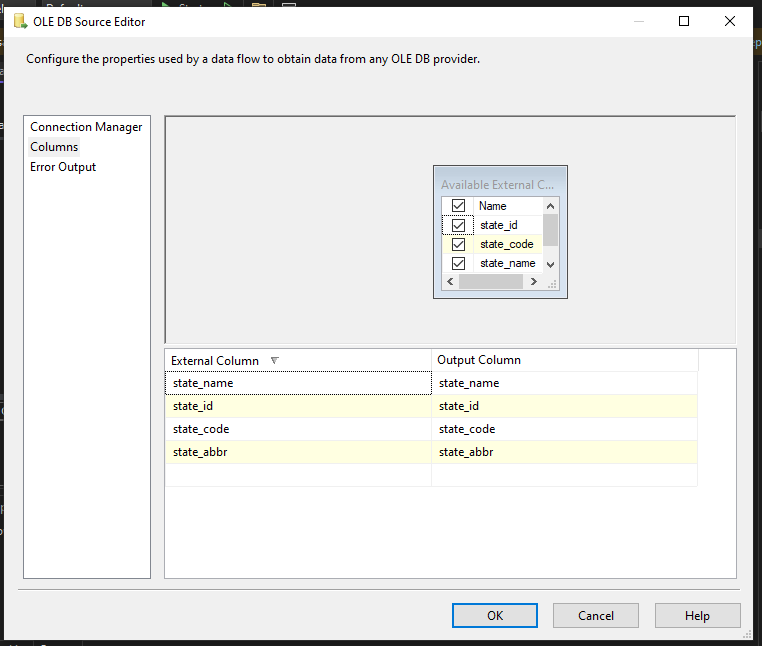 OLE DB Source Editor
Configure the properties used by a data flow to obtain data from any OLE DB provider.
Connection Manager
Columns
Error Output
Available External C...
Name
state_id
state_code
state_name
External Column Output Column
state_name state_name
state_id state_id
state_code state_code
state_abbr state_abbr
OK Cancel Help